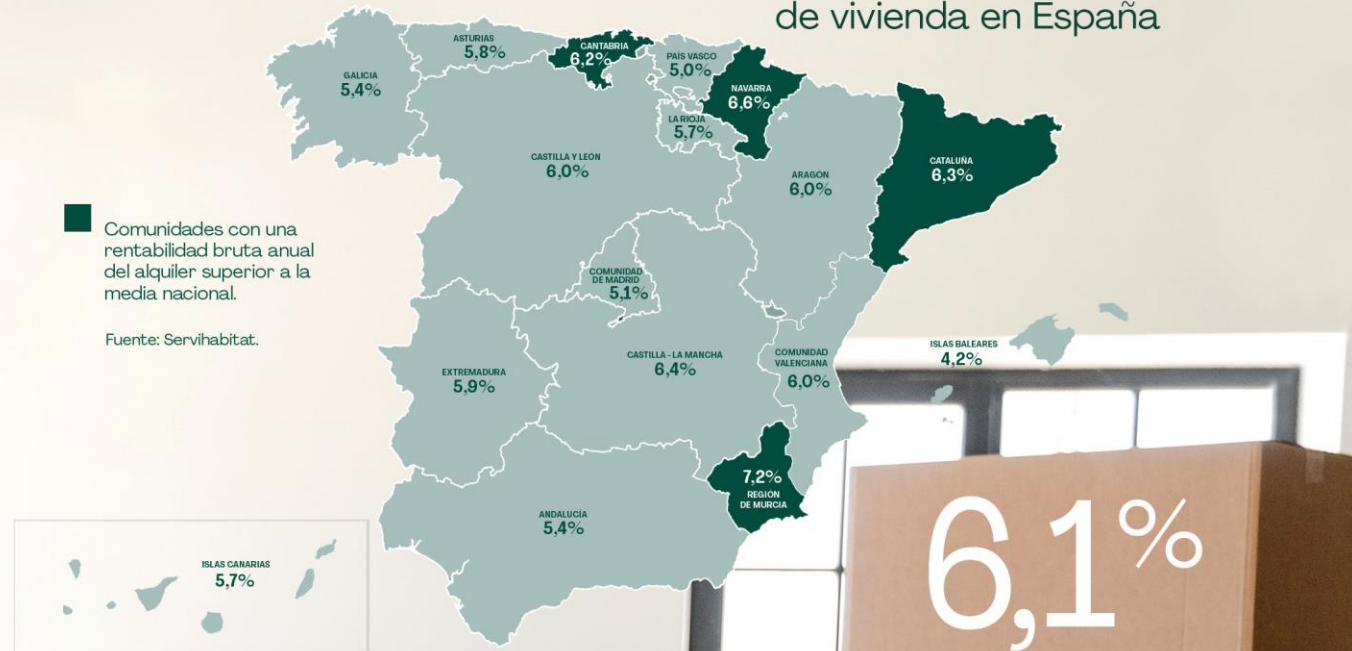 de vivienda en España
ASTURIAS
5,8%
CANTABRIA
6,2%
PAÍS VASCO
5,0%
GALICIA
5,4%
NAVARRA
6,6%
LA RIOJA
5,7%
CASTILLA Y LEÓN
6,0%
ARAGÓN
6,0%
CATALUÑA
6,3%
Comunidades con una
rentabilidad bruta anual
del alquiler superior a la
media nacional.
Fuente: Servihabitat.
COMUNIDAD
DE MADRID
5,1%
CASTILLA - LA MANCHA
6,4%
COMUNIDAD
VALENCIANA
6,0%
ISLAS BALEARES
4,2%
EXTREMADURA
5,9%
7,2%
REGIÓN
DE MURCIA
ANDALUCÍA
5,4%
ISLAS CANARIAS
5,7%
6,1%